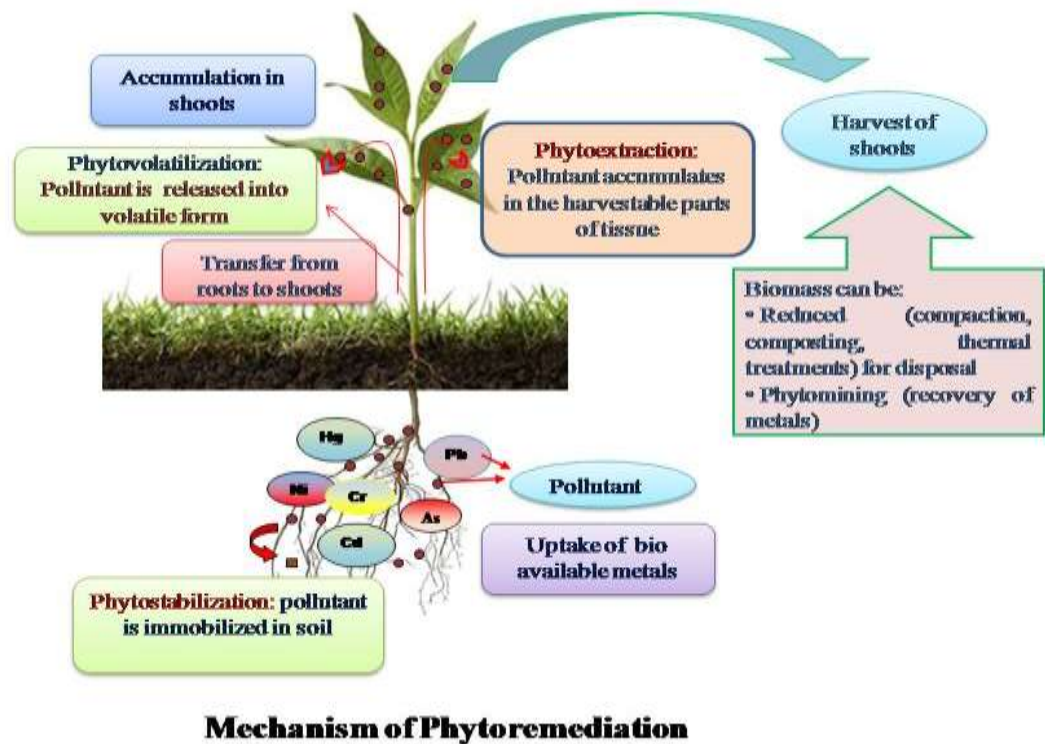 Accumulation in
shoots
Phytovolatilization:
Pollutant is released into
volatile form
Transfer from
roots to shoots
Phytoextraction:
Pollutant accumulates
in the harvestable parts
of tissue
Harvest of
shoots
Biomass can be:
• Reduced (compaction,
composting, thermal
treatments) for disposal
• Phytomining (recovery of
metals)
Hg
Pb
Ni
Cr
As
Cd
Pollutant
Uptake of bio
available metals
Phytostabilization: pollutant
is immobilized in soil
Mechanism of Phytoremediation